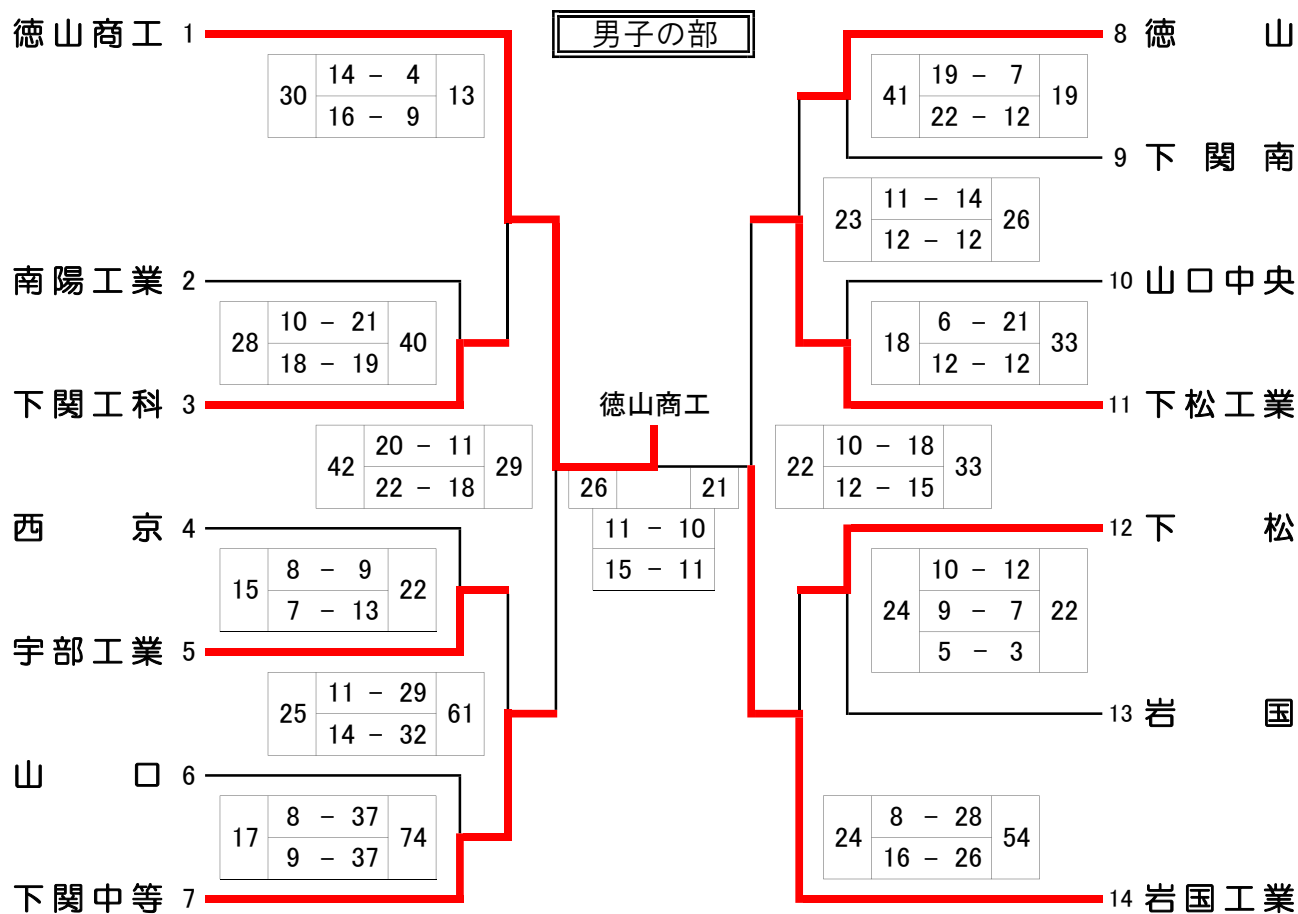 男子の部
徳山商工 1
30 14 - 4 13
16 - 9
南陽工業 2
28 10 - 21 40
18 - 19
下関工科 3
42 20 - 11 29
22 - 18
西京 4
15 8 - 9 22
7 - 13
宇部工業 5
25 11 - 29 61
14 - 32
山口 6
17 8 - 37 74
9 - 37
下関中等 7
徳山商工
26 21
11 - 10
15 - 11
8 徳山
41 19 - 7 19
22 - 12
9 下関南
23 11 - 14 26
12 - 12
10 山口中央
18 6 - 21 33
12 - 12
11 下松工業
22 10 - 18 33
12 - 15
12 下松
24 10 - 12 22
9 - 7
5 - 3
13 岩国
24 8 - 28 54
16 - 26
14 岩国工業